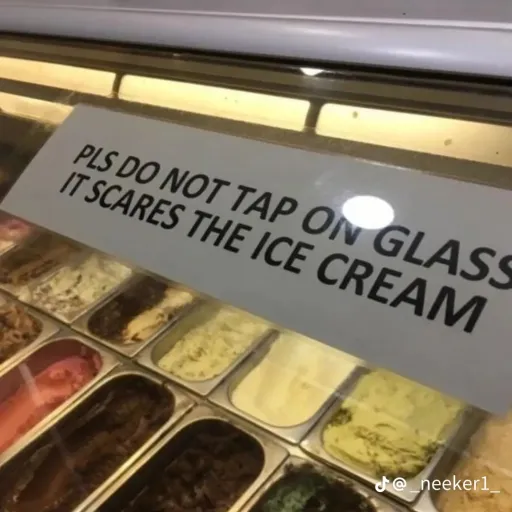 PLS DO NOT TAP ON GLASS
IT SCARES THE ICE CREAM
@_neeker1_